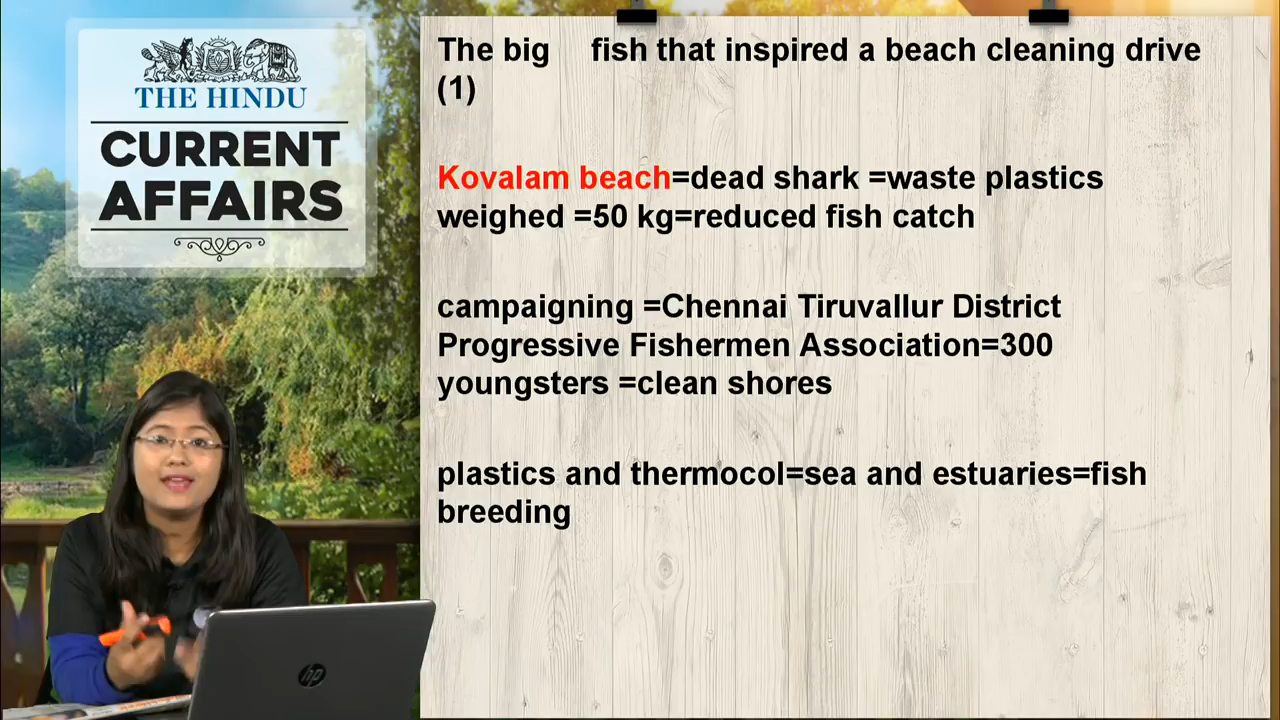 THE HINDU
CURRENT
AFFAIRS
The big fish that inspired a beach cleaning drive
(1)
Kovalam beach=dead shark =waste plastics
weighed =50 kg=reduced fish catch
campaigning =Chennai Tiruvallur District
Progressive Fishermen Association=300
youngsters =clean shores
plastics and thermocol=sea and estuaries=fish
breeding
hp